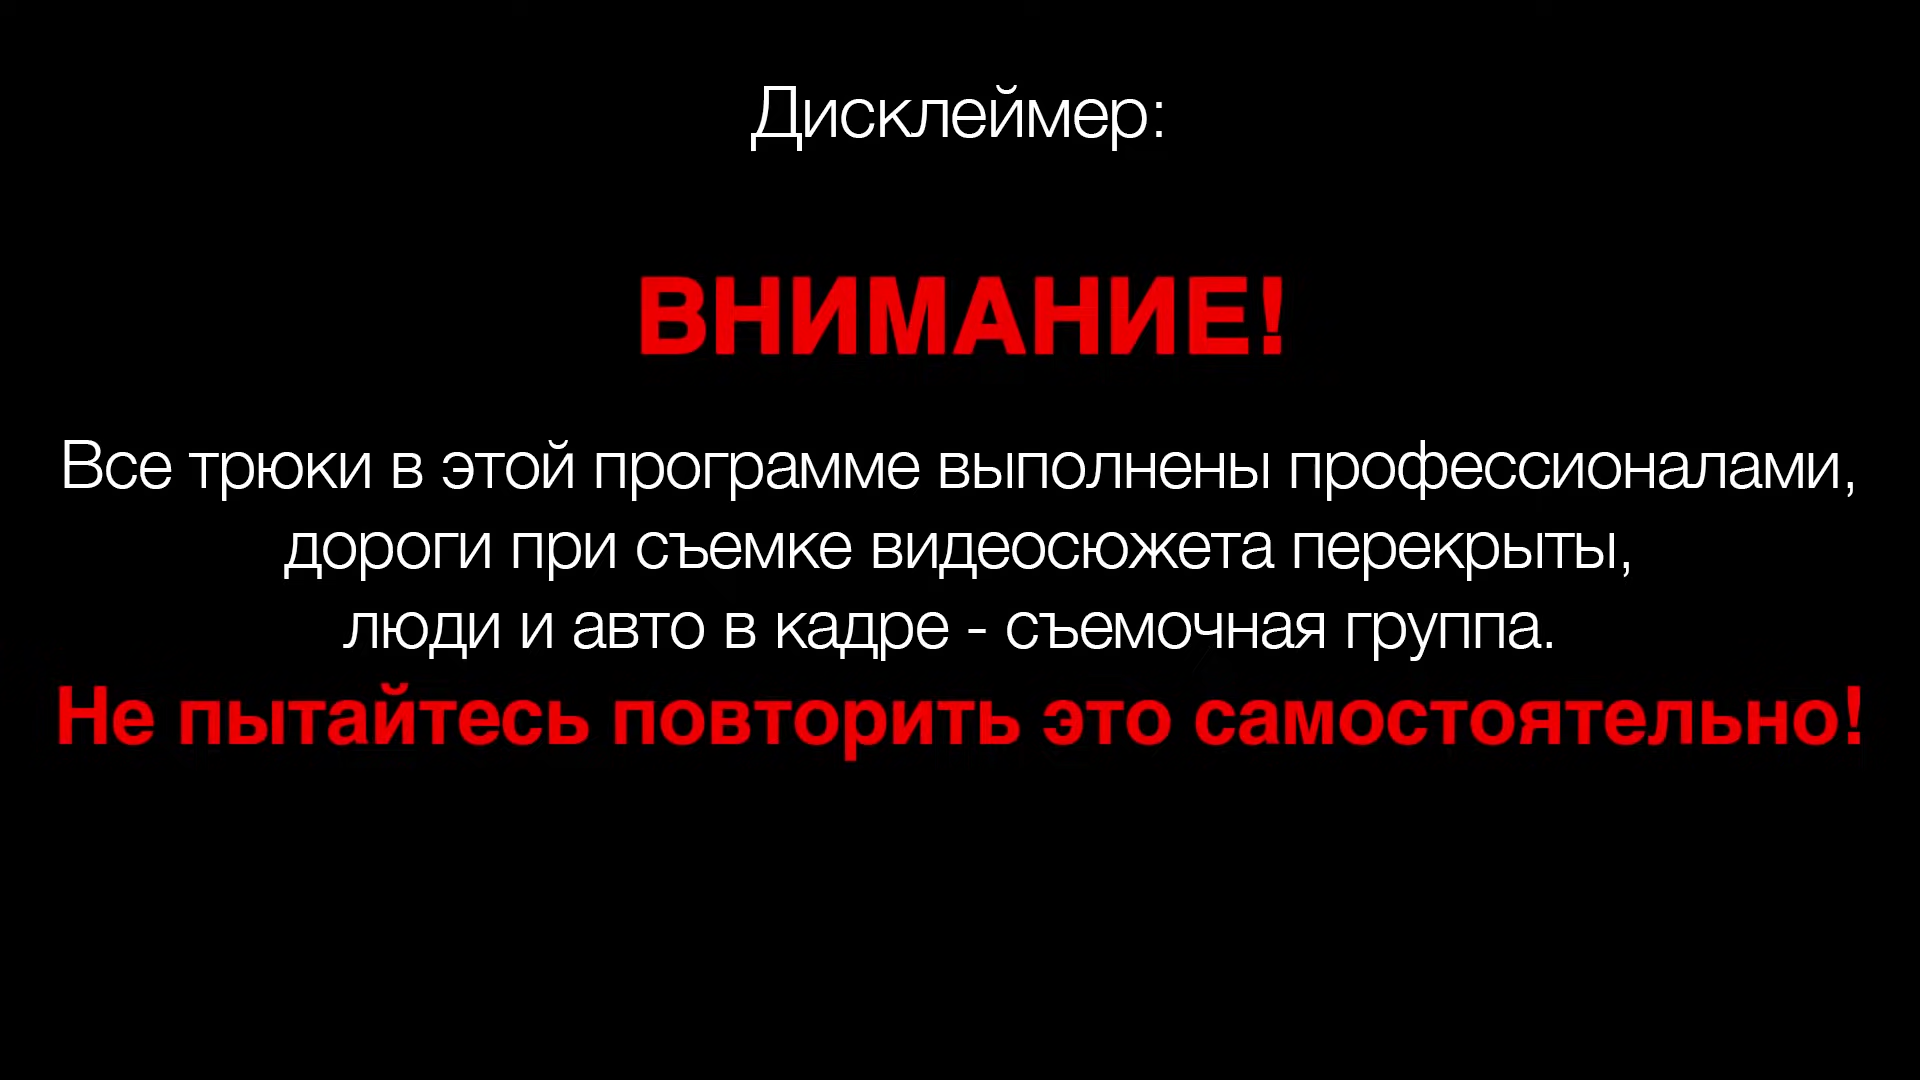 Дисклеймер:
ВНИМАНИЕ!
Все трюки в этой программе выполнены профессионалами,
дороги при съемке видеосюжета перекрыты,
люди и авто в кадре - съемочная группа.
Не пытайтесь повторить это самостоятельно!